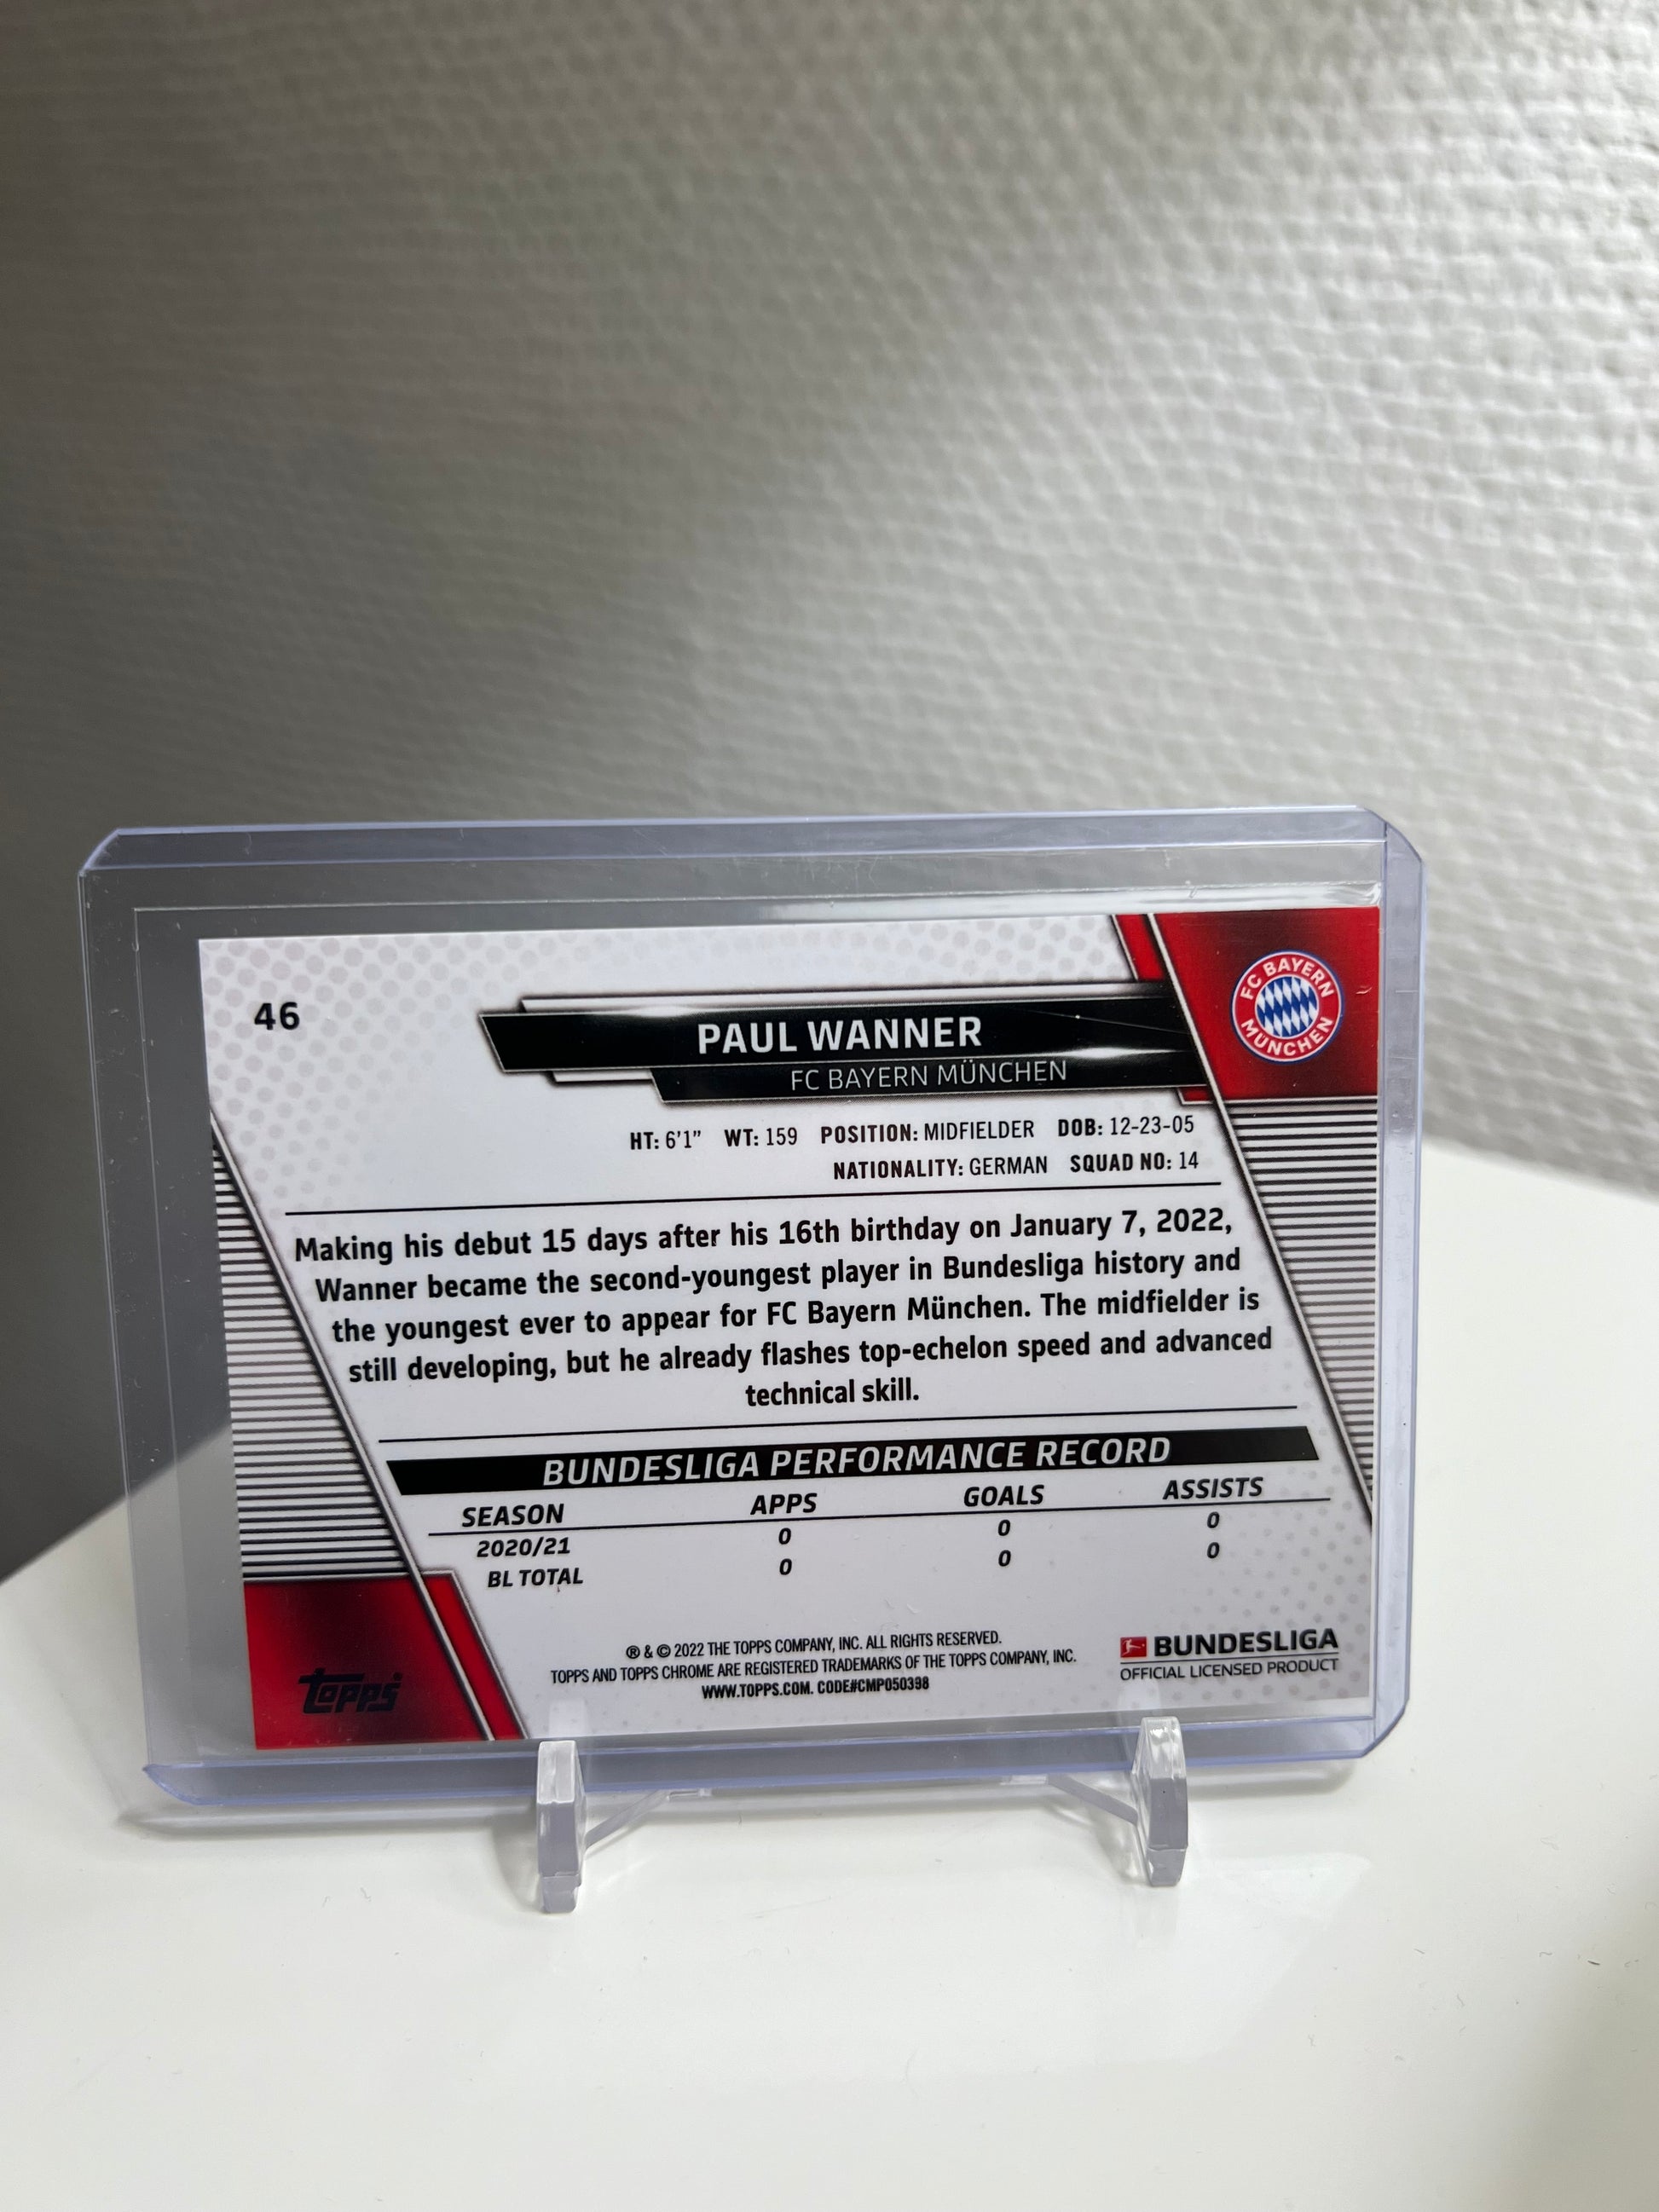 46
PAUL WANNER
FC BAYERN MÜNCHEN
FC BAYERN
MÜNCHEN
HT: 6'1" WT: 159 POSITION: MIDFIELDER DOB: 12-23-05
NATIONALITY: GERMAN SQUAD NO: 14
Making his debut 15 days after his 16th birthday on January 7, 2022,
Wanner became the second-youngest player in Bundesliga history and
the youngest ever to appear for FC Bayern München. The midfielder is
still developing, but he already flashes top-echelon speed and advanced
technical skill.
BUNDESLIGA PERFORMANCE RECORD
SEASON APPS GOALS ASSISTS
2020/21 0 0 0
BL TOTAL 0 0 0
® & © 2022 THE TOPPS COMPANY, INC. ALL RIGHTS RESERVED.
TOPPS AND TOPPS CHROME ARE REGISTERED TRADEMARKS OF THE TOPPS COMPANY, INC.
WWW.TOPPS.COM. CODE#CMP050398
topps
BUNDESLIGA
OFFICIAL LICENSED PRODUCT